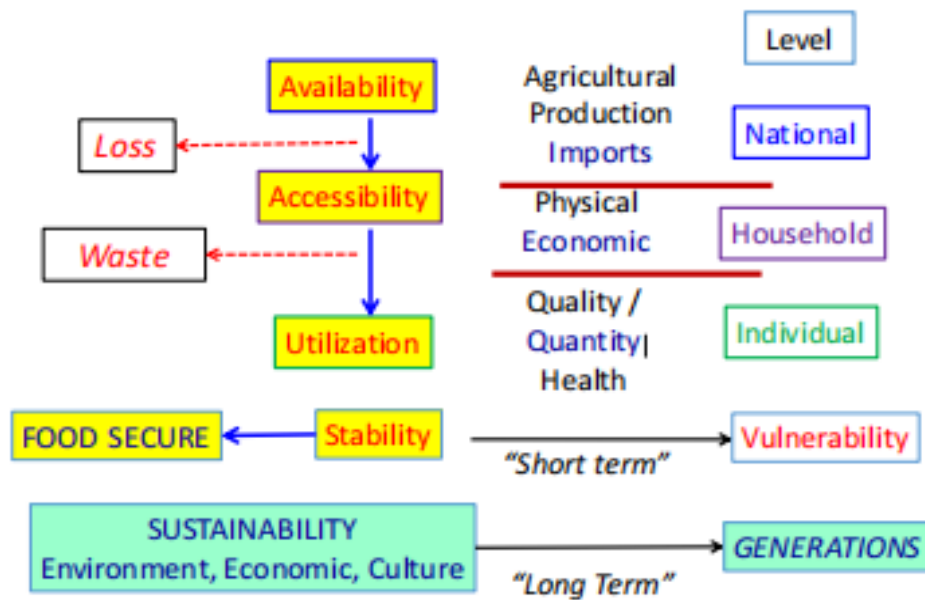 Level
Availability
Agricultural
Production
Imports
National
Loss
Accessibility
Physical
Economic
Household
Waste
Utilization
Quality /
Quantity
Health
Individual
FOOD SECURE
Stability
"Short term"
Vulnerability
SUSTAINABILITY
Environment, Economic, Culture
"Long Term"
GENERATIONS